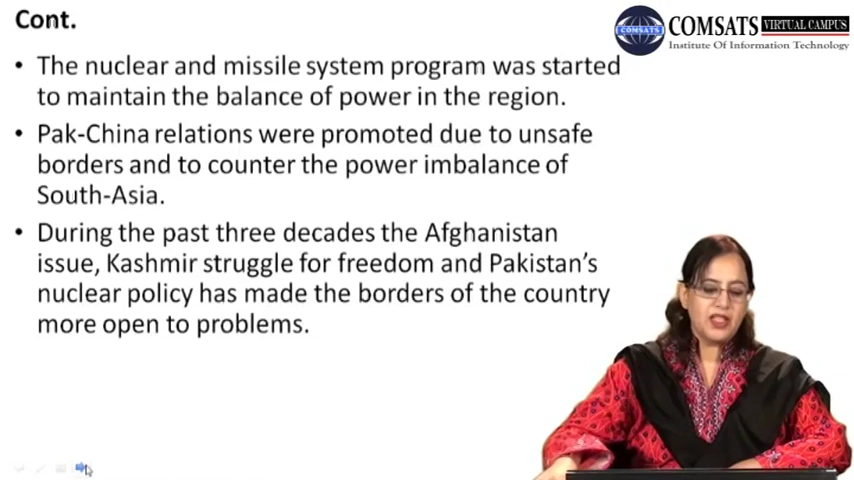 Cont.
COMSATS VIRTUAL CAMPUS
Institute Of Information Technology
COMSATS
• The nuclear and missile system program was started
to maintain the balance of power in the region.
• Pak-China relations were promoted due to unsafe
borders and to counter the power imbalance of
South-Asia.
• During the past three decades the Afghanistan
issue, Kashmir struggle for freedom and Pakistan's
nuclear policy has made the borders of the country
more open to problems.